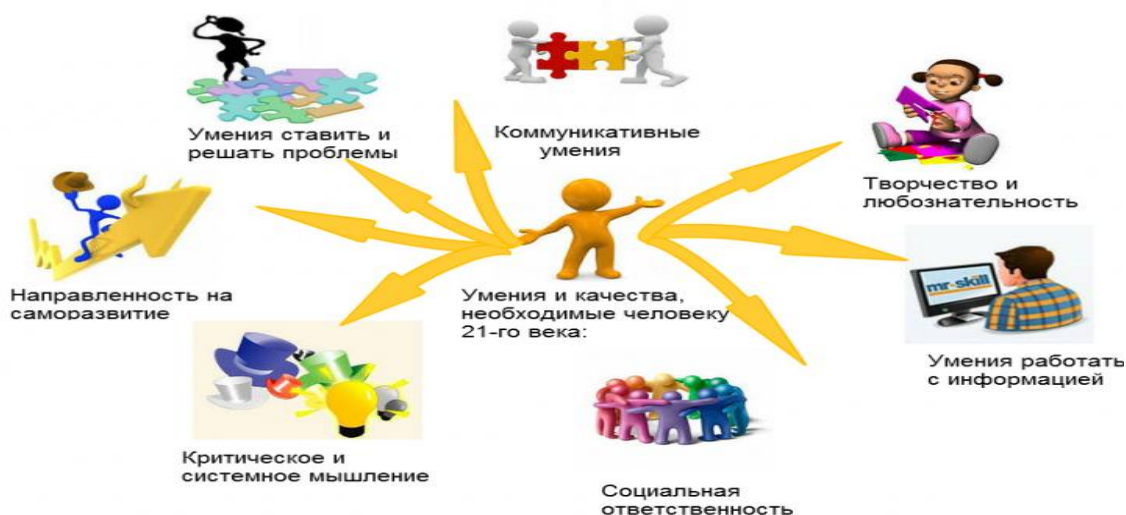 Умения ставить и
решать проблемы
Коммуникативные
умения
Творчество и
любознательность
Направленность на
саморазвитие
Умения и качества,
необходимые человеку
21-го века:
mr-skill
Умения работать
с информацией
Критическое и
системное мышление
Социальная
ответственность